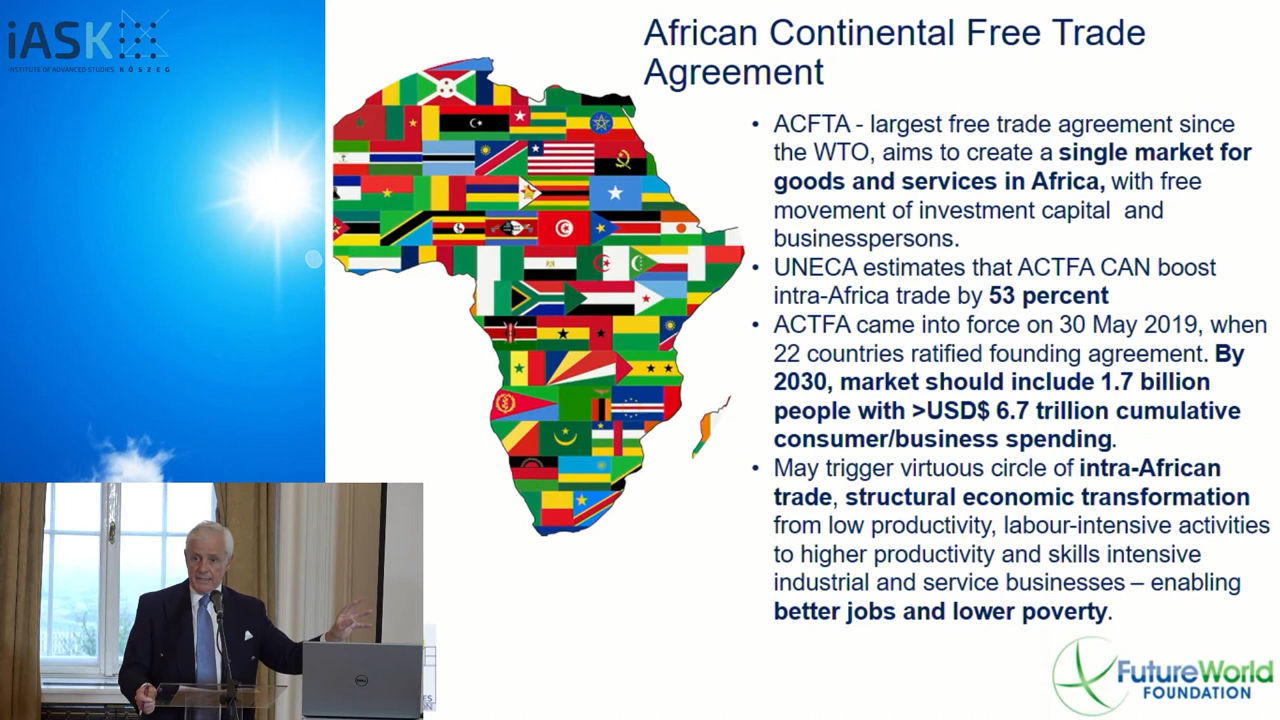 iASK
INSTITUTE OF ADVANCED STUDIES KŐSZEG
African Continental Free Trade
Agreement
• ACFTA - largest free trade agreement since
the WTO, aims to create a single market for
goods and services in Africa, with free
movement of investment capital and
businesspersons.
• UNECA estimates that ACTFA CAN boost
intra-Africa trade by 53 percent
• ACTFA came into force on 30 May 2019, when
22 countries ratified founding agreement. By
2030, market should include 1.7 billion
people with >USD$ 6.7 trillion cumulative
consumer/business spending.
• May trigger virtuous circle of intra-African
trade, structural economic transformation
from low productivity, labour-intensive activities
to higher productivity and skills intensive
industrial and service businesses – enabling
better jobs and lower poverty.
FutureWorld
FOUNDATION
DELL